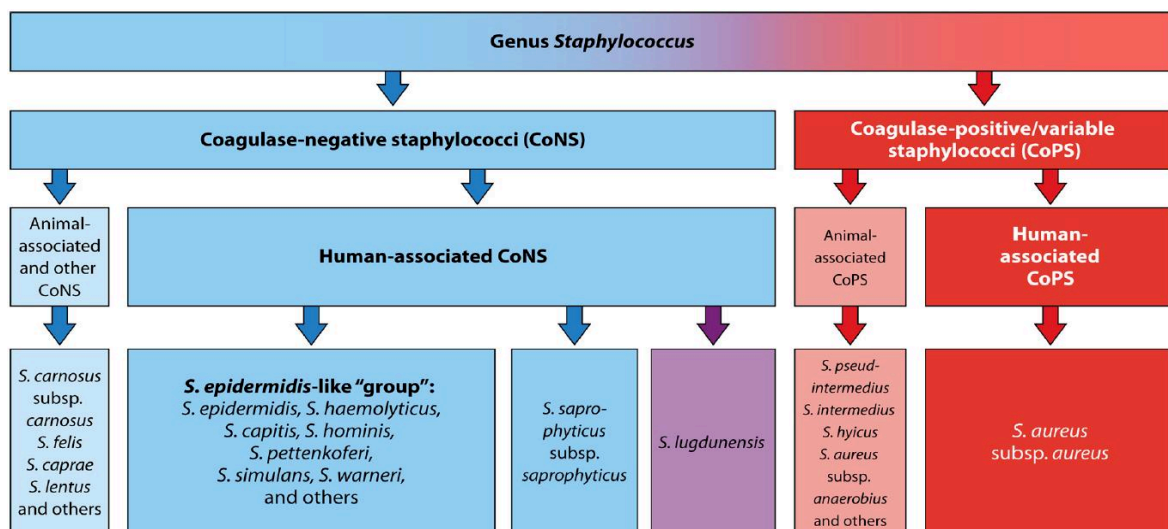 Genus Staphylococcus
Coagulase-negative staphylococci (CoNS)
Coagulase-positive/variable
staphylococci (CoPS)
Animal-
associated
and other
CoNS
Human-associated CoNS
Animal-
associated
CoPS
Human-
associated
CoPS
S. carnosus
subsp.
carnosus
S. felis
S. caprae
S. lentus
and others
S. epidermidis-like “group”:
S. epidermidis, S. haemolyticus,
S. capitis, S. hominis,
S. pettenkoferi,
S. simulans, S. warneri,
and others
S. sapro-
phyticus
subsp.
saprophyticus
S. lugdunensis
S. pseud-
intermedius
S. intermedius
S. hyicus
S. aureus
subsp.
anaerobius
and others
S. aureus
subsp. aureus